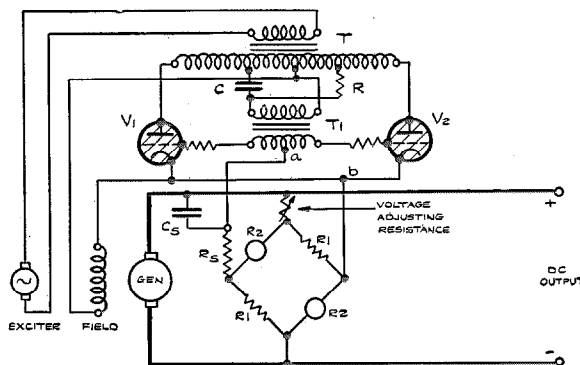 T
C
R
V1
T1
V2
a
b
+
VOLTAGE
ADJUSTING
RESISTANCE
CS
R2
R1
RS
GEN
DC
OUTPUT
R1
R2
EXCITER
FIELD
-